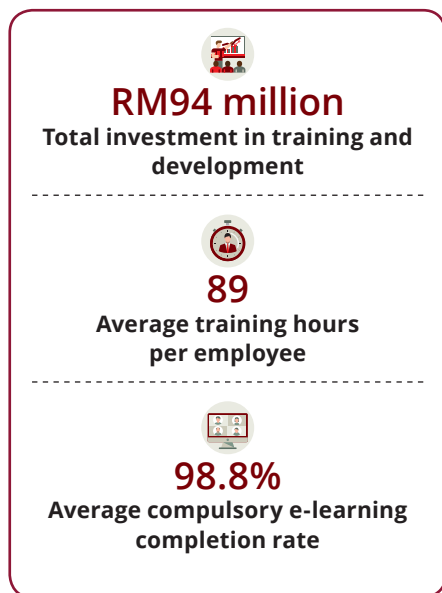 RM94 million
Total investment in training and
development
89
Average training hours
per employee
98.8%
Average compulsory e-learning
completion rate